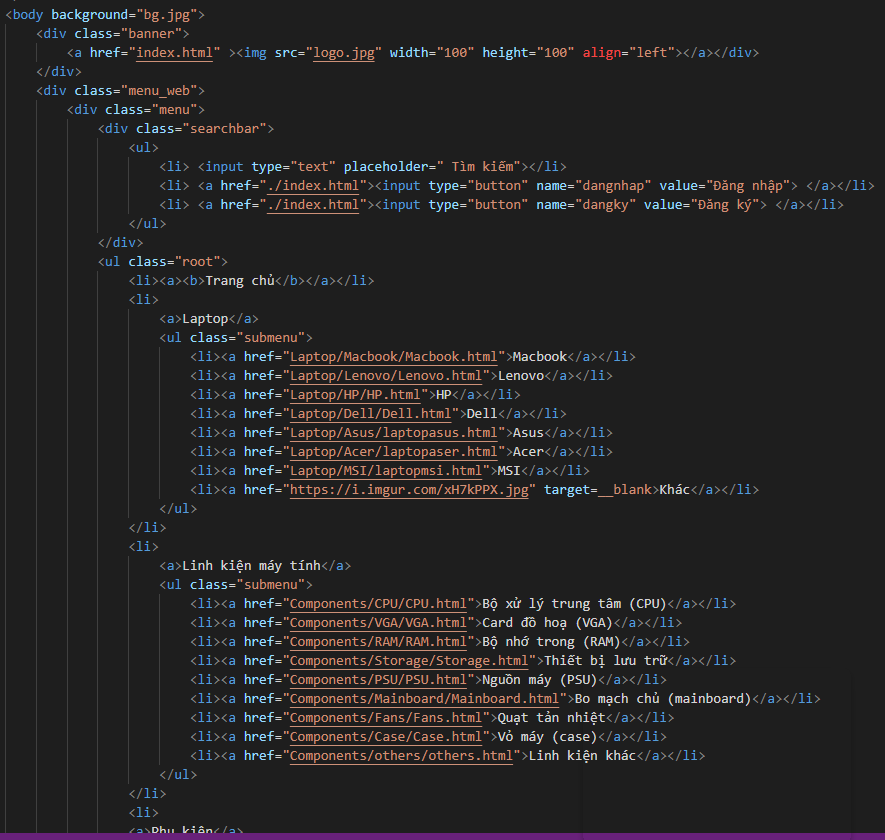 <body background="bg.jpg">
<div class="banner">
<a href="index.html" ><img src="logo.jpg" width="100" height="100" align="left"></a></div>
</div>
<div class="menu_web">
<div class="menu">
<div class="searchbar">
<ul>
<li> <input type="text" placeholder=" Tìm kiếm"></li>
<li> <a href="./index.html"><input type="button" name="dangnhap" value="Đăng nhập"> </a></li>
<li> <a href="./index.html"><input type="button" name="dangky" value="Đăng ký"> </a></li>
</ul>
</div>
<ul class="root">
<li><a><b>Trang chủ</b></a></li>
<li>
<a>Laptop</a>
<ul class="submenu">
<li><a href="Laptop/Macbook/Macbook.html">Macbook</a></li>
<li><a href="Laptop/Lenovo/Lenovo.html">Lenovo</a></li>
<li><a href="Laptop/HP/HP.html">HP</a></li>
<li><a href="Laptop/Dell/Dell.html">Dell</a></li>
<li><a href="Laptop/Asus/laptopasus.html">Asus</a></li>
<li><a href="Laptop/Acer/laptopaser.html">Acer</a></li>
<li><a href="Laptop/MSI/laptopmsi.html">MSI</a></li>
<li><a href="https://i.imgur.com/xH7kPPX.jpg" target=__blank>Khác</a></li>
</ul>
</li>
<li>
<a>Linh kiện máy tính</a>
<ul class="submenu">
<li><a href="Components/CPU/CPU.html">Bộ xử lý trung tâm (CPU)</a></li>
<li><a href="Components/VGA/VGA.html">Card đồ hoạ (VGA)</a></li>
<li><a href="Components/RAM/RAM.html">Bộ nhớ trong (RAM)</a></li>
<li><a href="Components/Storage/Storage.html">Thiết bị lưu trữ</a></li>
<li><a href="Components/PSU/PSU.html">Nguồn máy (PSU)</a></li>
<li><a href="Components/Mainboard/Mainboard.html">Bo mạch chủ (mainboard)</a></li>
<li><a href="Components/Fans/Fans.html">Quạt tản nhiệt</a></li>
<li><a href="Components/Case/Case.html">Vỏ máy (case)</a></li>
<li><a href="Components/others/others.html">Linh kiện khác</a></li>
</ul>
</li>
<li>
<a>Phụ kiện</a>